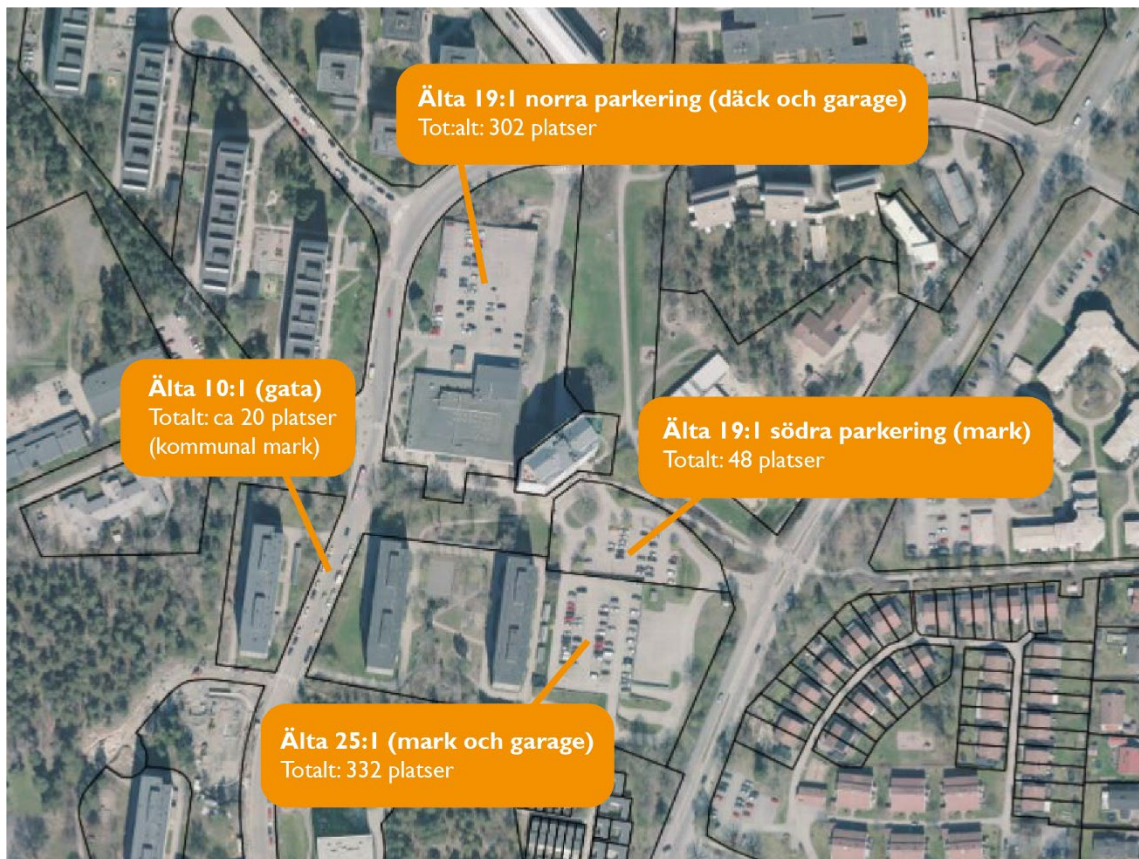 Älta 19:1 norra parkering (däck och garage)
Tot:alt: 302 platser
Älta 10:1 (gata)
Totalt: ca 20 platser
(kommunal mark)
Älta 19:1 södra parkering (mark)
Totalt: 48 platser
Älta 25:1 (mark och garage)
Totalt: 332 platser